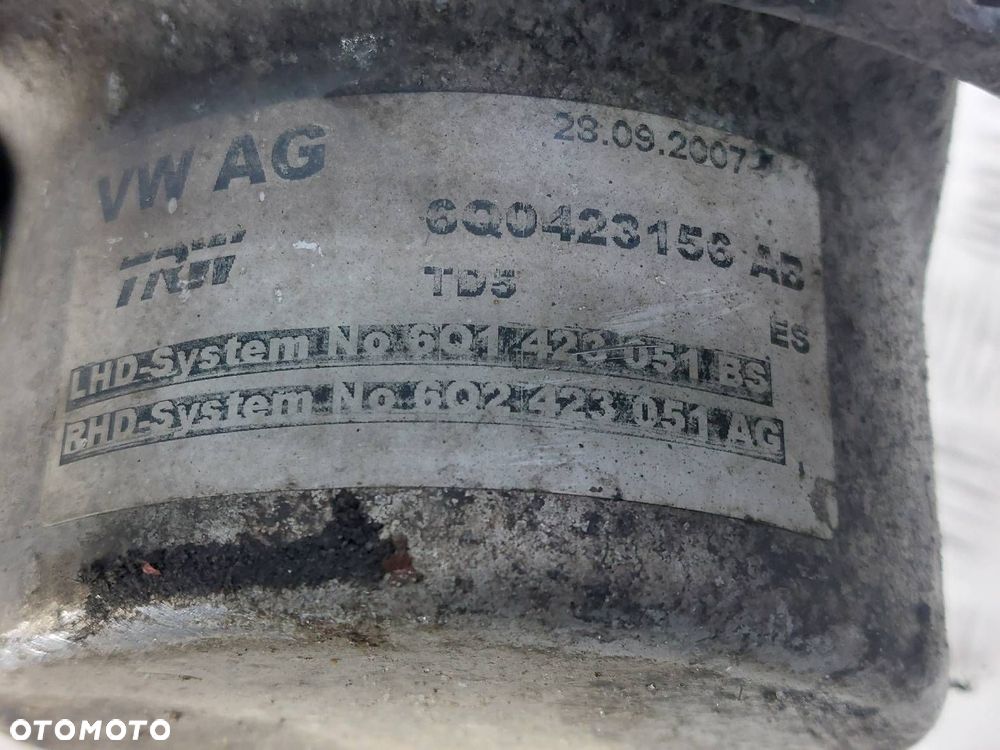 VW AG 28.09.2007
TRW 6Q0423156 AB
TD5
ES
LHD-System No 6Q1 423 051 BS
RHD-System No 6Q2 423 051 AG
OTOMOTO